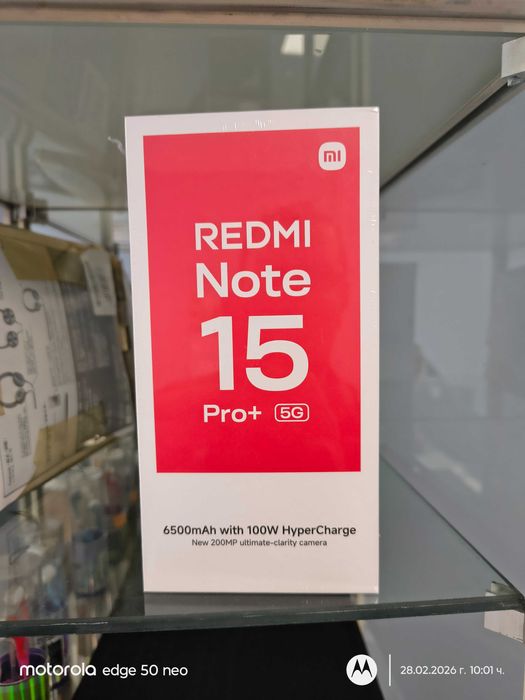 mi
REDMI
Note
15
Pro+ 5G
6500mAh with 100W HyperCharge
New 200MP ultimate-clarity camera
motorola edge 50 neo
28.02.2026 г. 10:01 ч.